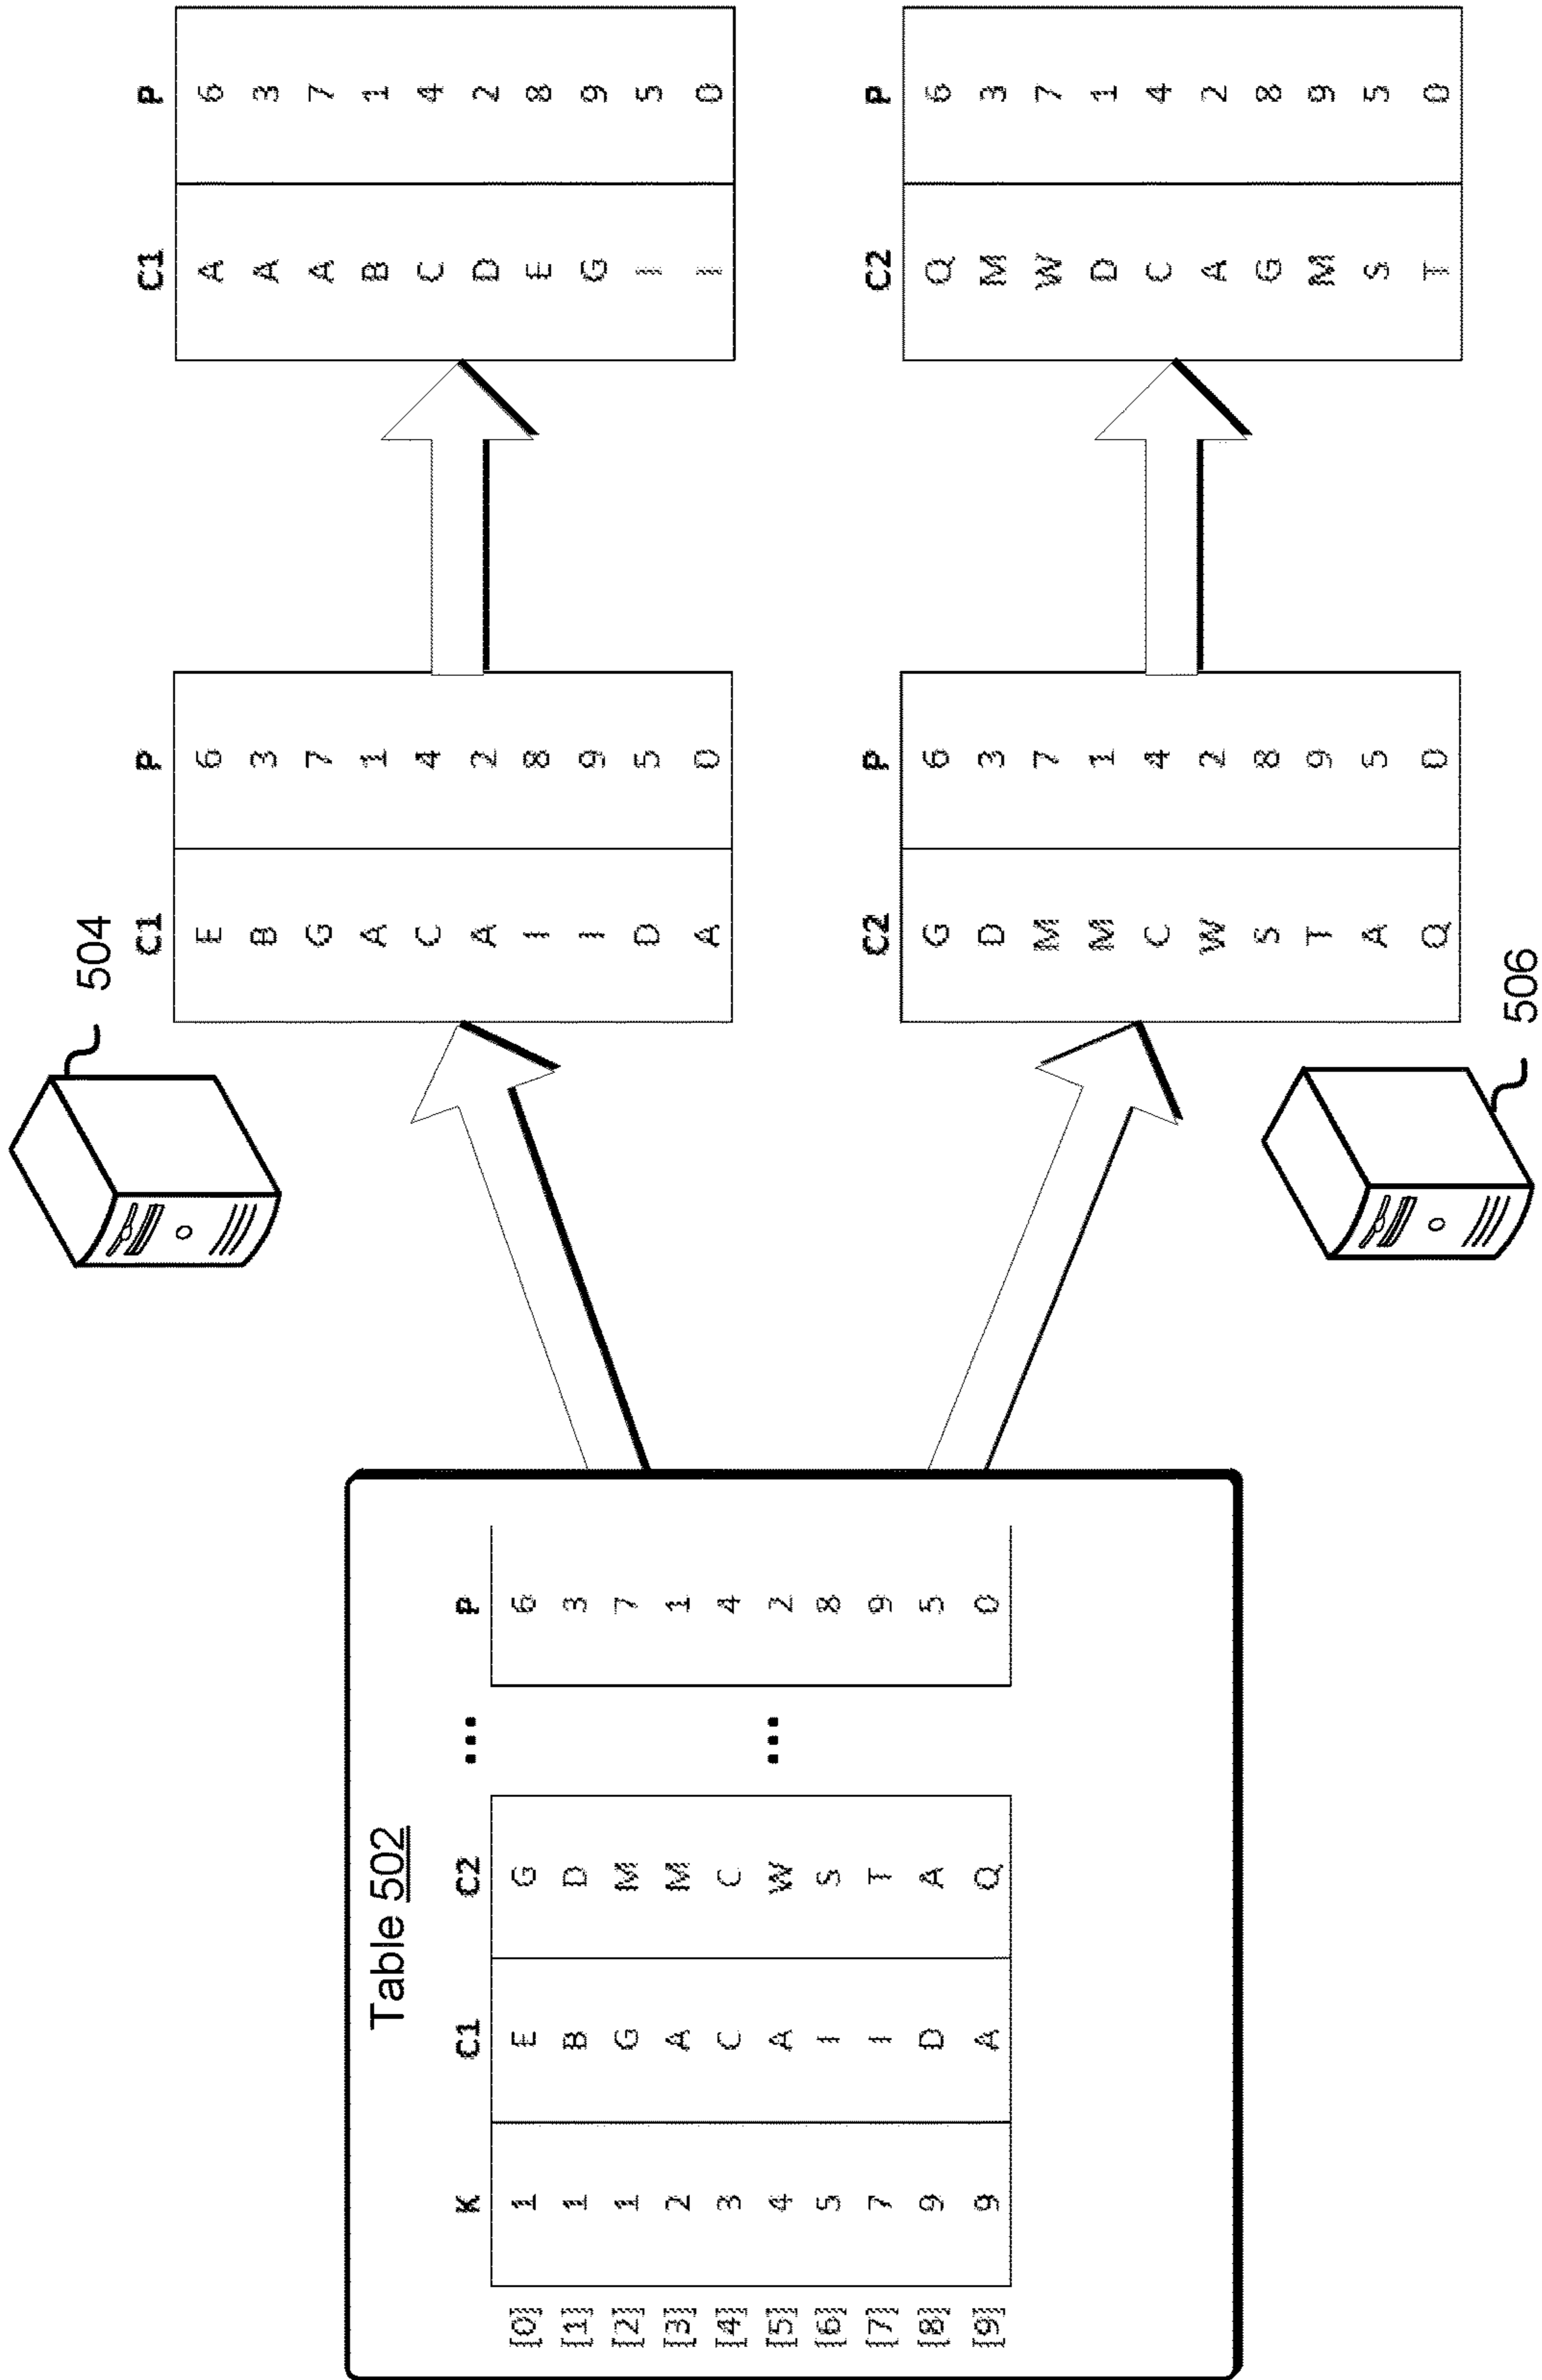 Table 502
K C1 C2 ... P
[0] 1 E G 6
[1] 1 B D 3
[2] 1 G M 7
[3] 2 A M 1
[4] 3 C C 4
[5] 4 A W ... 2
[6] 5 I S 8
[7] 7 I T 9
[8] 9 D A 5
[9] 9 A Q 0
504
C1 P
E 6
B 3
G 7
A 1
C 4
A 2
I 8
I 9
D 5
A 0
C1 P
A 6
A 3
A 7
B 1
C 4
D 2
E 8
G 9
I 5
I 0
506
C2 P
G 6
D 3
M 7
M 1
C 4
W 2
S 8
T 9
A 5
Q 0
C2 P
Q 6
M 3
W 7
D 1
C 4
A 2
G 8
M 9
S 5
T 0